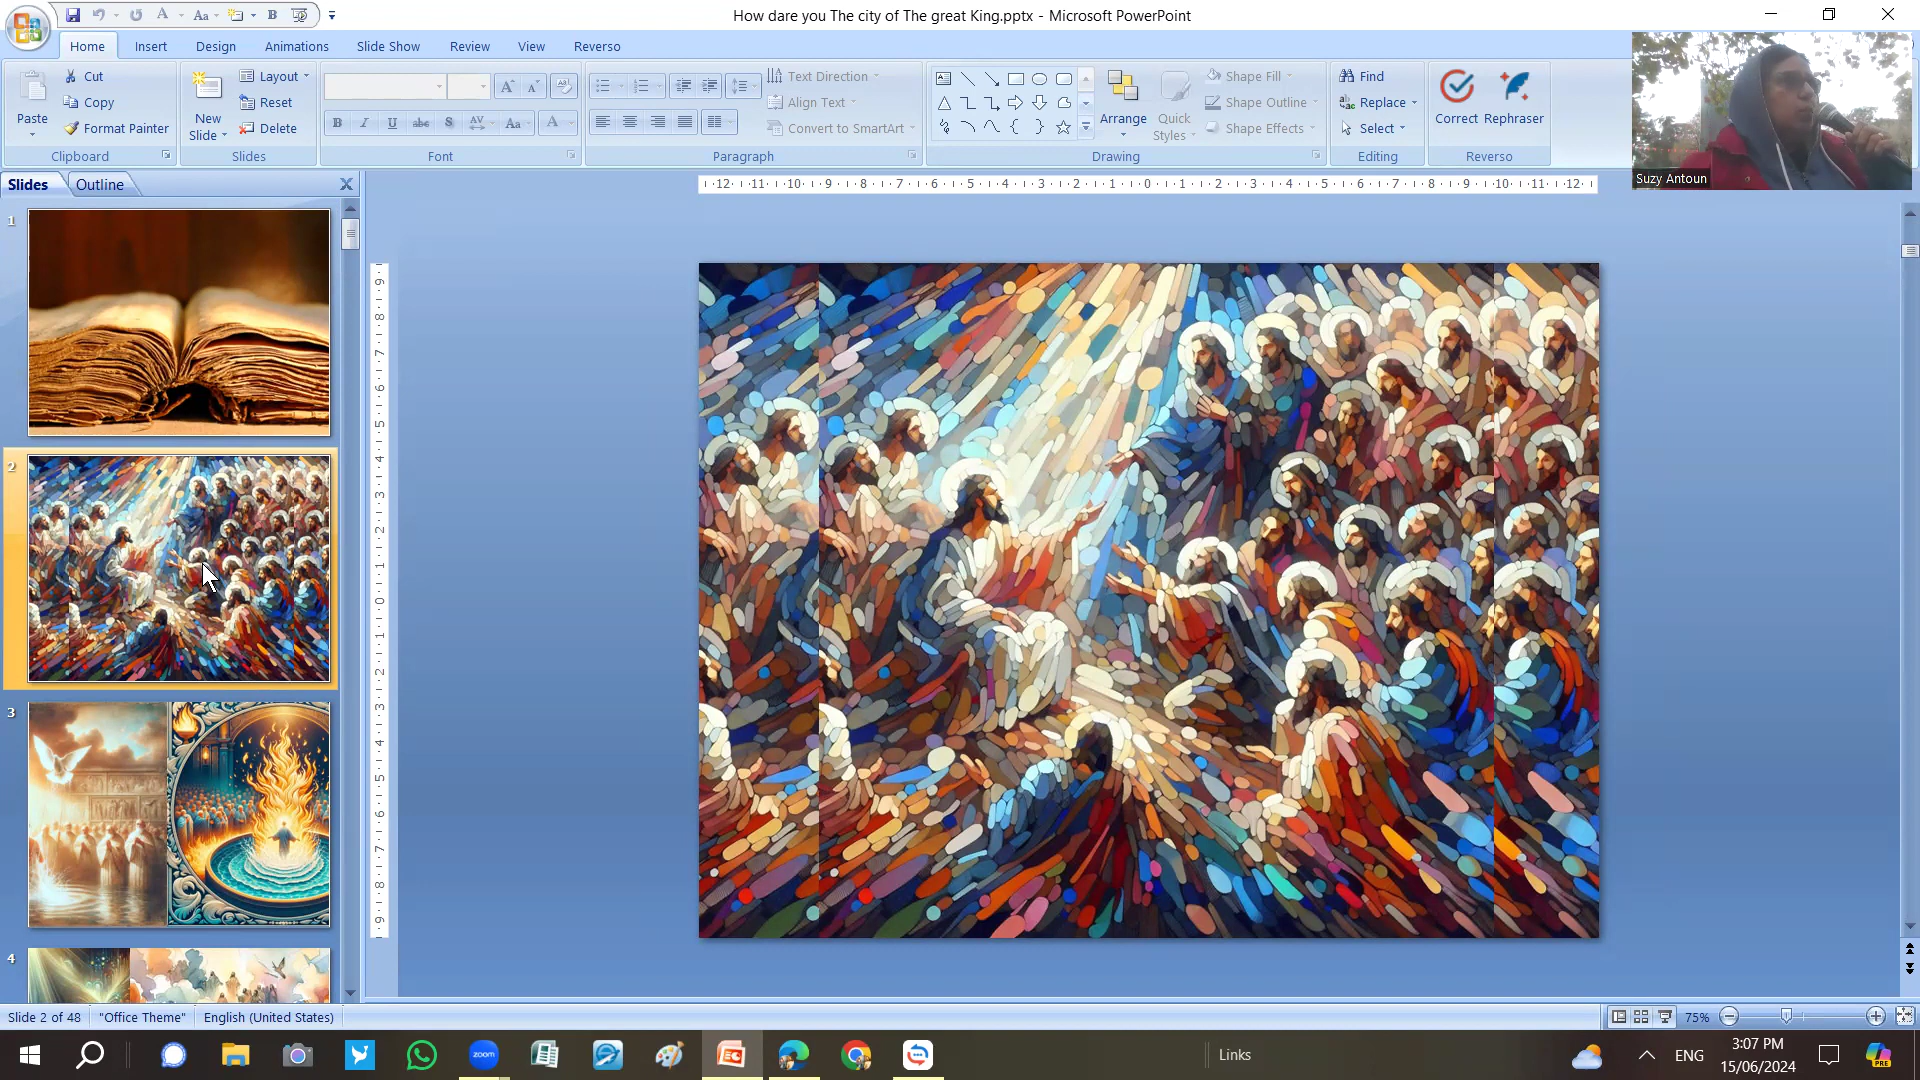 How dare you The city of The great King.pptx - Microsoft PowerPoint
Home Insert Design Animations Slide Show Review View Reverso
Paste
Cut
Copy
Format Painter
Clipboard
New Slide
Layout
Reset
Delete
Slides
Font
Text Direction
Align Text
Convert to SmartArt
Paragraph
Arrange
Quick Styles
Shape Fill
Shape Outline
Shape Effects
Drawing
Find
Replace
Select
Editing
Correct Rephraser
Reverso
Suzy Antoun
Slides Outline
1
2
3
4
Slide 2 of 48 "Office Theme" English (United States)
75%
zoom
Links
ENG
3:07 PM
15/06/2024